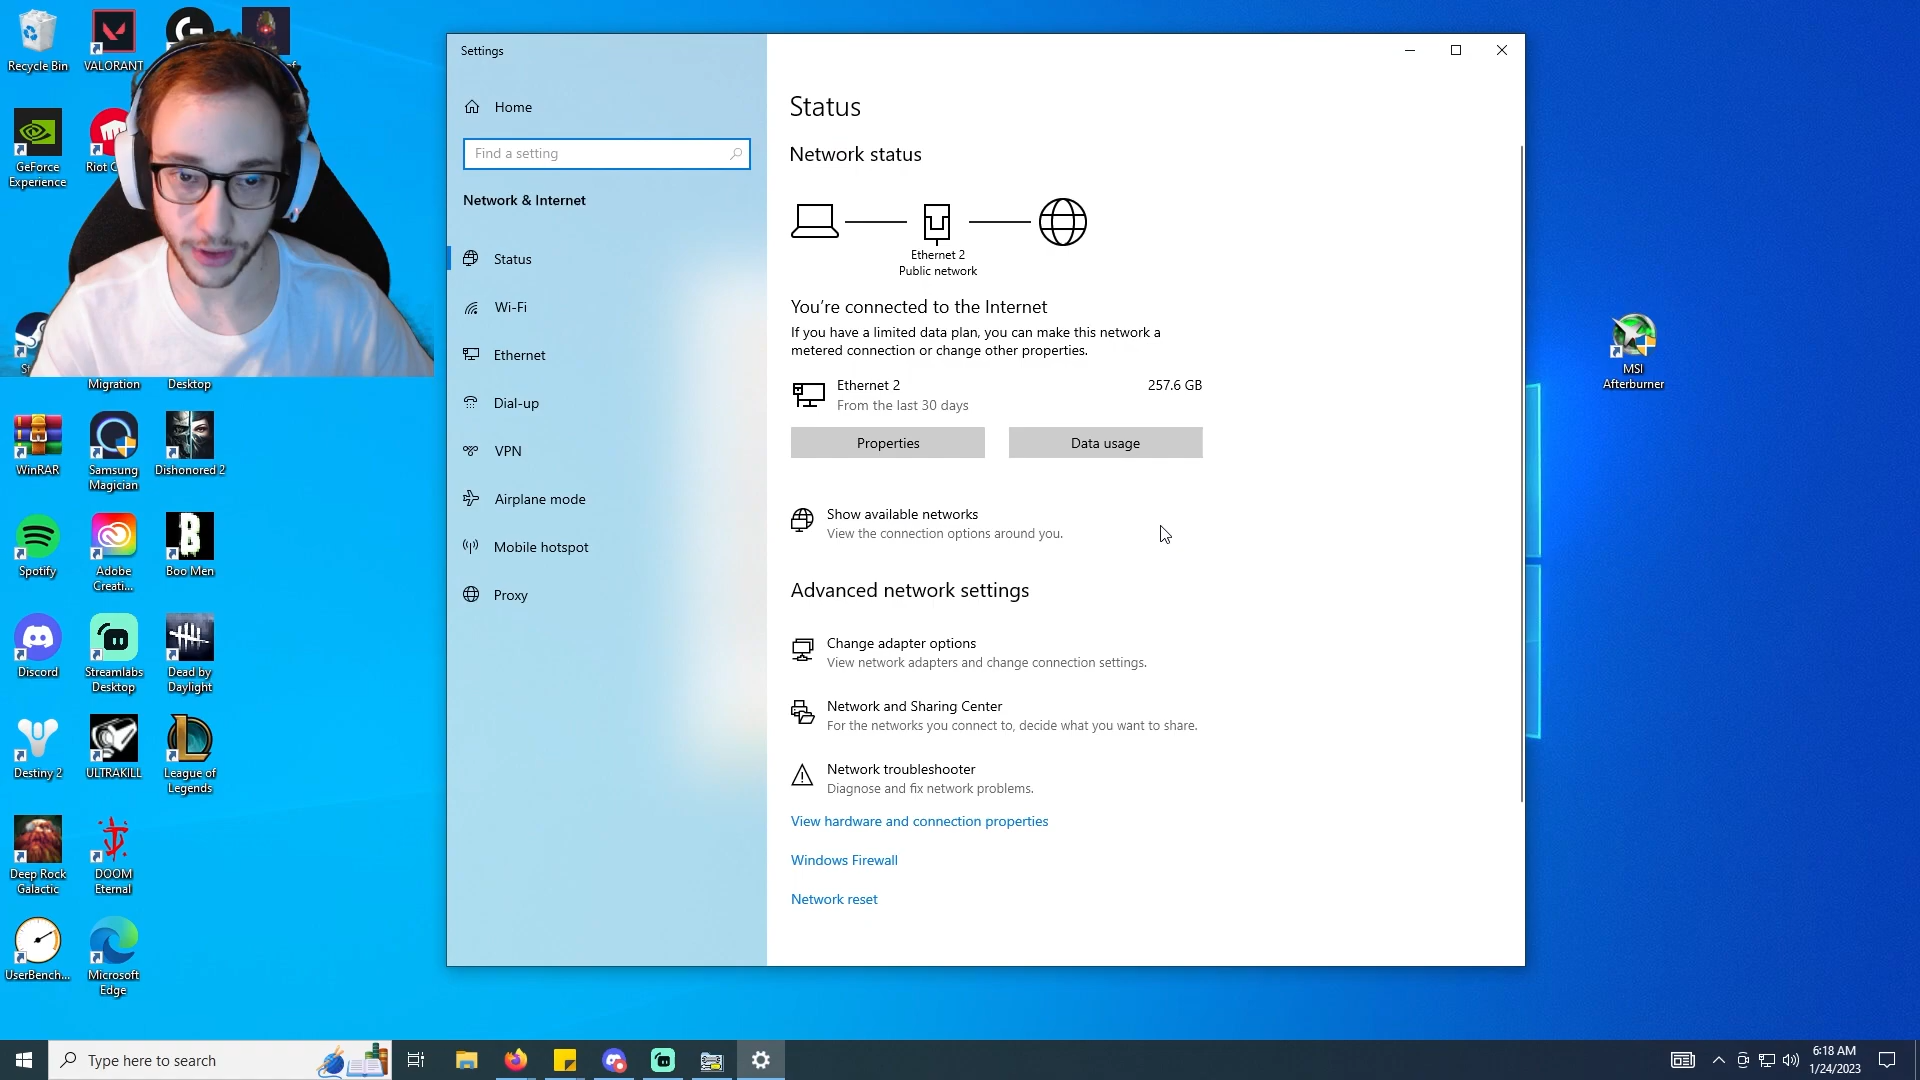 Recycle Bin
VALORANT
GeForce
Experience
Riot C
Migration
Desktop
WinRAR
Samsung
Magician
Dishonored 2
Spotify
Adobe
Creati...
Boo Men
Discord
Streamlabs
Desktop
Dead by
Daylight
Destiny 2
ULTRAKILL
League of
Legends
Deep Rock
Galactic
DOOM
Eternal
UserBench...
Microsoft
Edge
Settings
Home
Find a setting
Network & Internet
Status
Wi-Fi
Ethernet
Dial-up
VPN
Airplane mode
Mobile hotspot
Proxy
Status
Network status
Ethernet 2
Public network
You're connected to the Internet
If you have a limited data plan, you can make this network a
metered connection or change other properties.
Ethernet 2
257.6 GB
From the last 30 days
Properties
Data usage
Show available networks
View the connection options around you.
Advanced network settings
Change adapter options
View network adapters and change connection settings.
Network and Sharing Center
For the networks you connect to, decide what you want to share.
Network troubleshooter
Diagnose and fix network problems.
View hardware and connection properties
Windows Firewall
Network reset
MSI
Afterburner
Type here to search
6:18 AM
1/24/2023